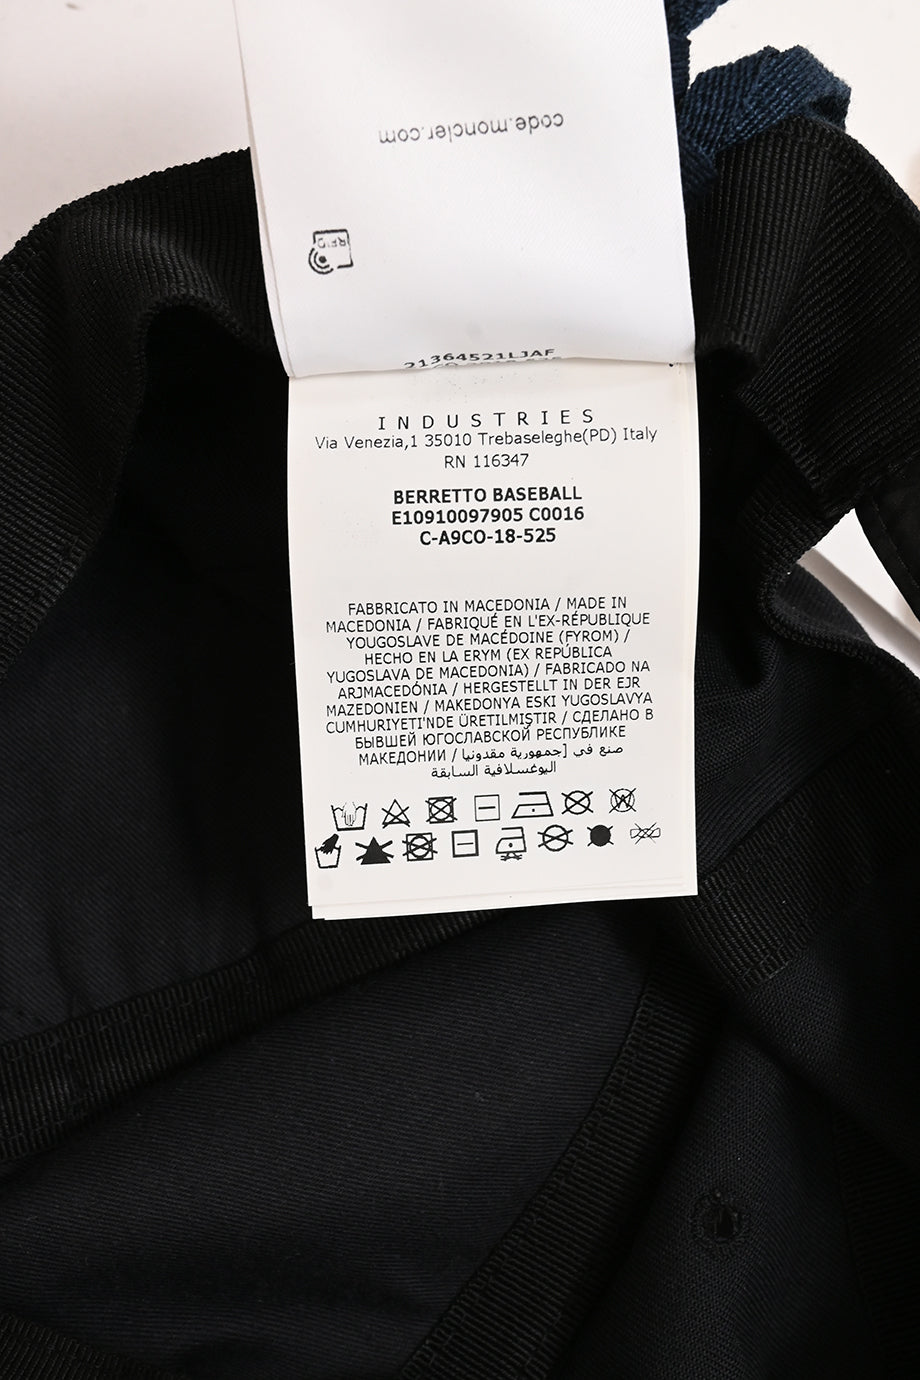 code.moncler.com
RFID
21364521LJAF
INDUSTRIES
Via Venezia,1 35010 Trebaseleghe(PD) Italy
RN 116347
BERRETTO BASEBALL
E10910097905 C0016
C-A9CO-18-525
FABBRICATO IN MACEDONIA / MADE IN
MACEDONIA / FABRIQUÉ EN L'EX-RÉPUBLIQUE
YOUGOSLAVE DE MACÉDOINE (FYROM) /
HECHO EN LA ERYM (EX REPÚBLICA
YUGOSLAVA DE MACEDONIA) / FABRICADO NA
ARJMACEDÓNIA / HERGESTELLT IN DER EJR
MAZEDONIEN / MAKEDONYA ESKI YUGOSLAVYA
CUMHURIYETI'NDE ÜRETILMIŞTIR / СДЕЛАНО В
БЫВШЕЙ ЮГОСЛАВСКОЙ РЕСПУБЛИКЕ
МАКЕДОНИИ / صنع في [جمهورية مقدونيا
اليوغسلافية السابقة